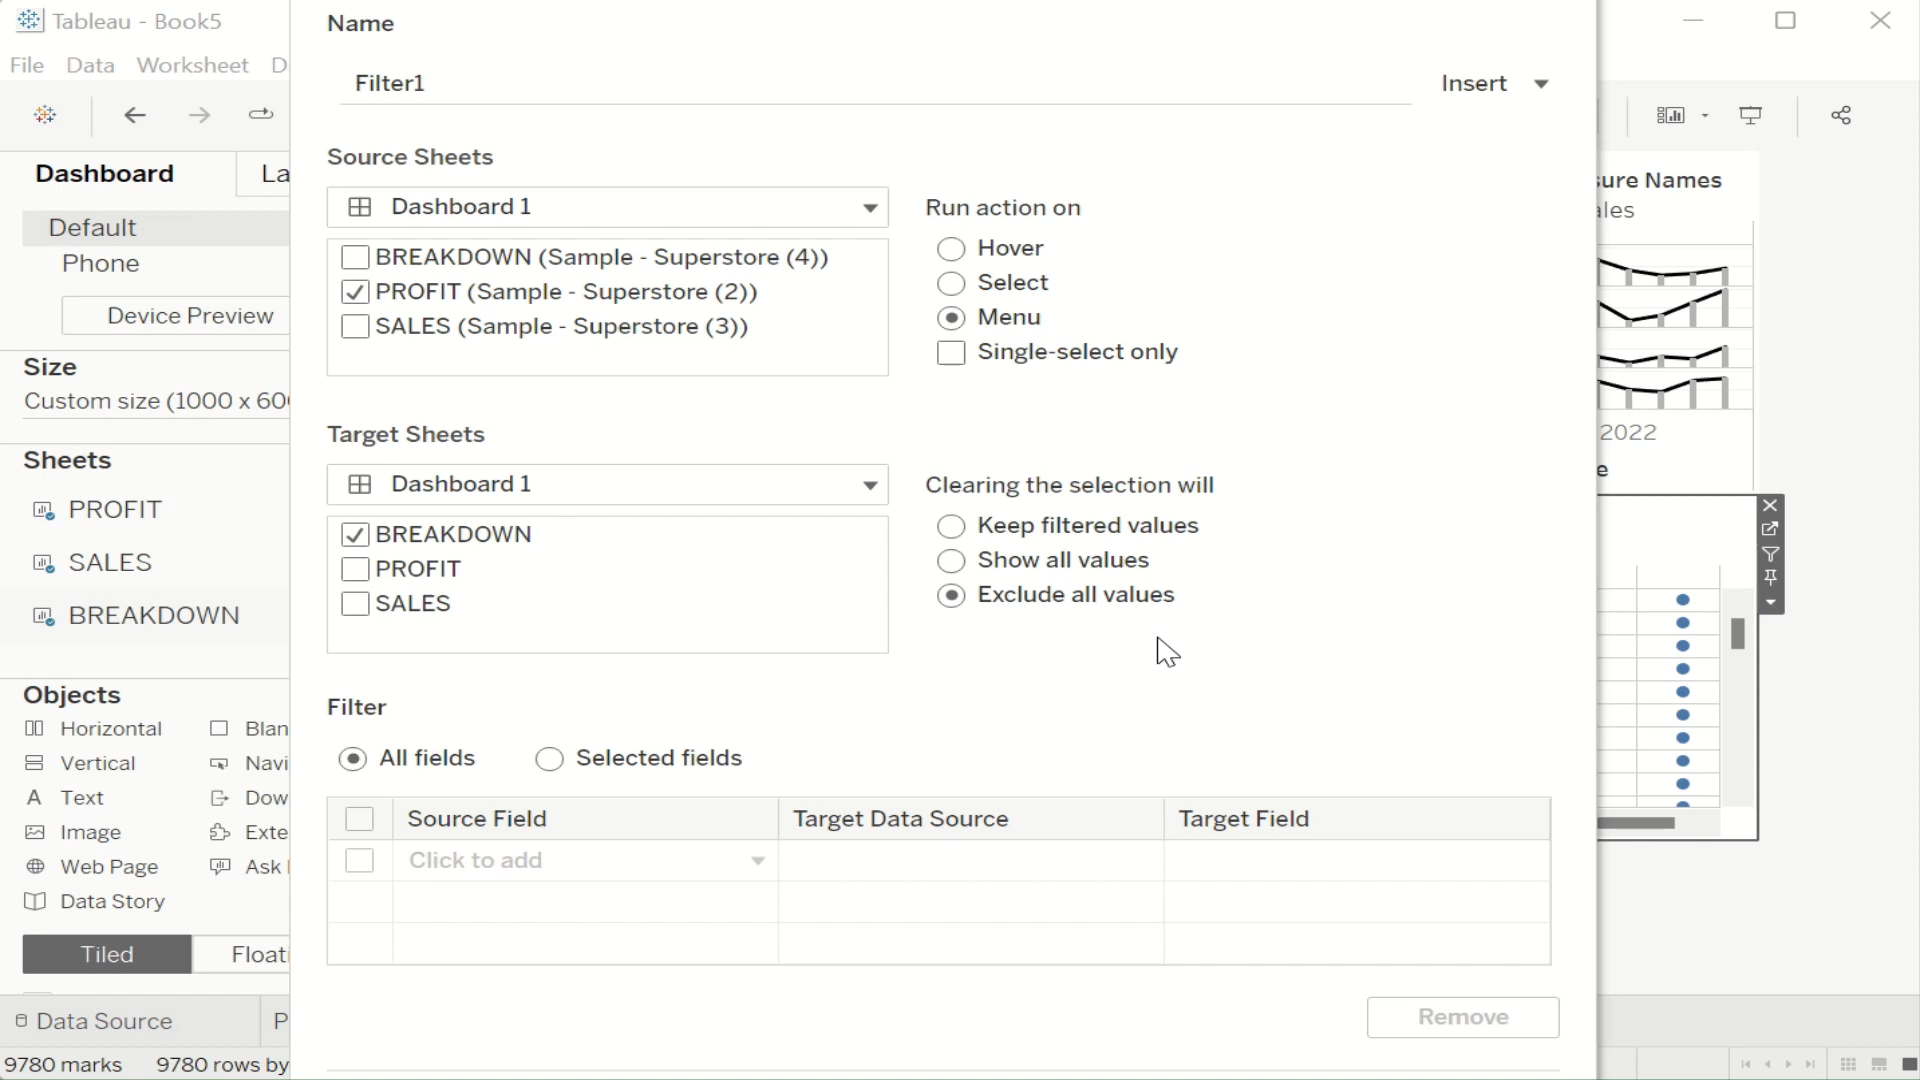 Tableau - Book5
File Data Worksheet D
Name
Filter1
Insert
Source Sheets
Dashboard 1
BREAKDOWN (Sample - Superstore (4))
PROFIT (Sample - Superstore (2))
SALES (Sample - Superstore (3))
Run action on
Hover
Select
Menu
Single-select only
Target Sheets
Dashboard 1
BREAKDOWN
PROFIT
SALES
Clearing the selection will
Keep filtered values
Show all values
Exclude all values
Filter
All fields Selected fields
Source Field Target Data Source Target Field
Click to add
Remove
Dashboard La
Default
Phone
Device Preview
Size
Custom size (1000 x 60
Sheets
PROFIT
SALES
BREAKDOWN
Objects
Horizontal Blan
Vertical Navi
Text Dow
Image Exte
Web Page Ask
Data Story
Tiled Floati
Data Source P
9780 marks 9780 rows by
sure Names
ales
2022
e